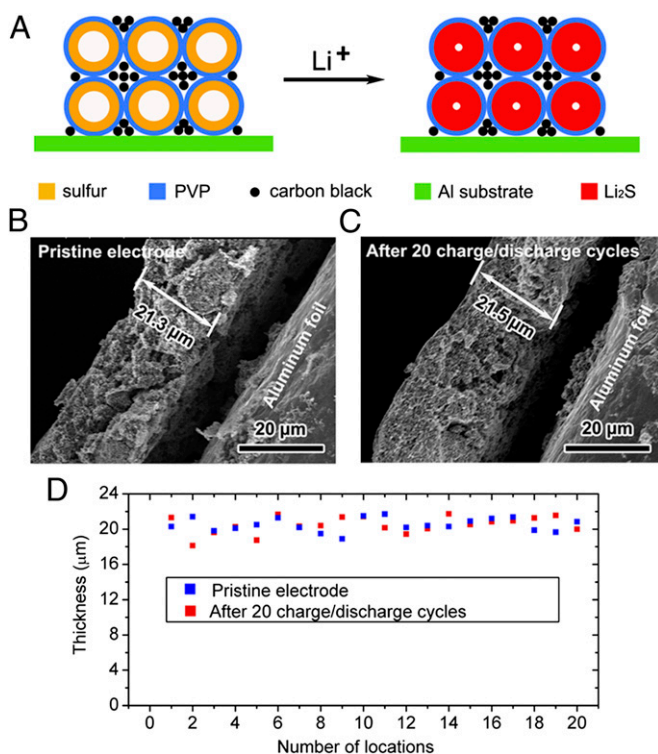 A
Li⁺
sulfur PVP carbon black Al substrate Li₂S
B
Pristine electrode
21.3 µm
Aluminum foil
20 µm
C
After 20 charge/discharge cycles
21.5 µm
Aluminum foil
20 µm
D
Thickness (µm)
24
20
16
12
8
4
0
Pristine electrode
After 20 charge/discharge cycles
0 2 4 6 8 10 12 14 16 18 20
Number of locations